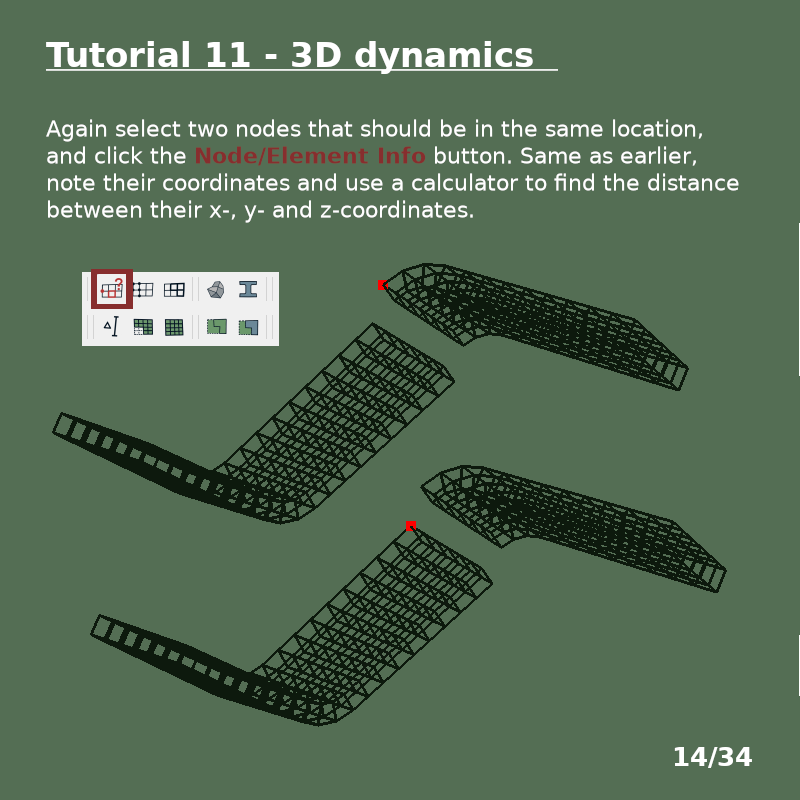 Tutorial 11 - 3D dynamics
Again select two nodes that should be in the same location,
and click the Node/Element Info button. Same as earlier,
note their coordinates and use a calculator to find the distance
between their x-, y- and z-coordinates.
?
14/34